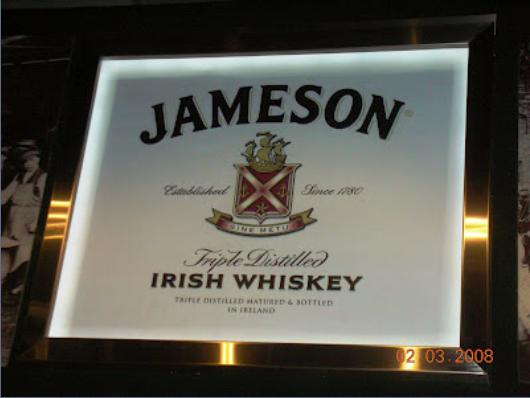 JAMESON®
Established Since 1780
SINE METU
Triple Distilled
IRISH WHISKEY
TRIPLE DISTILLED MATURED & BOTTLED
IN IRELAND
02 03 2008